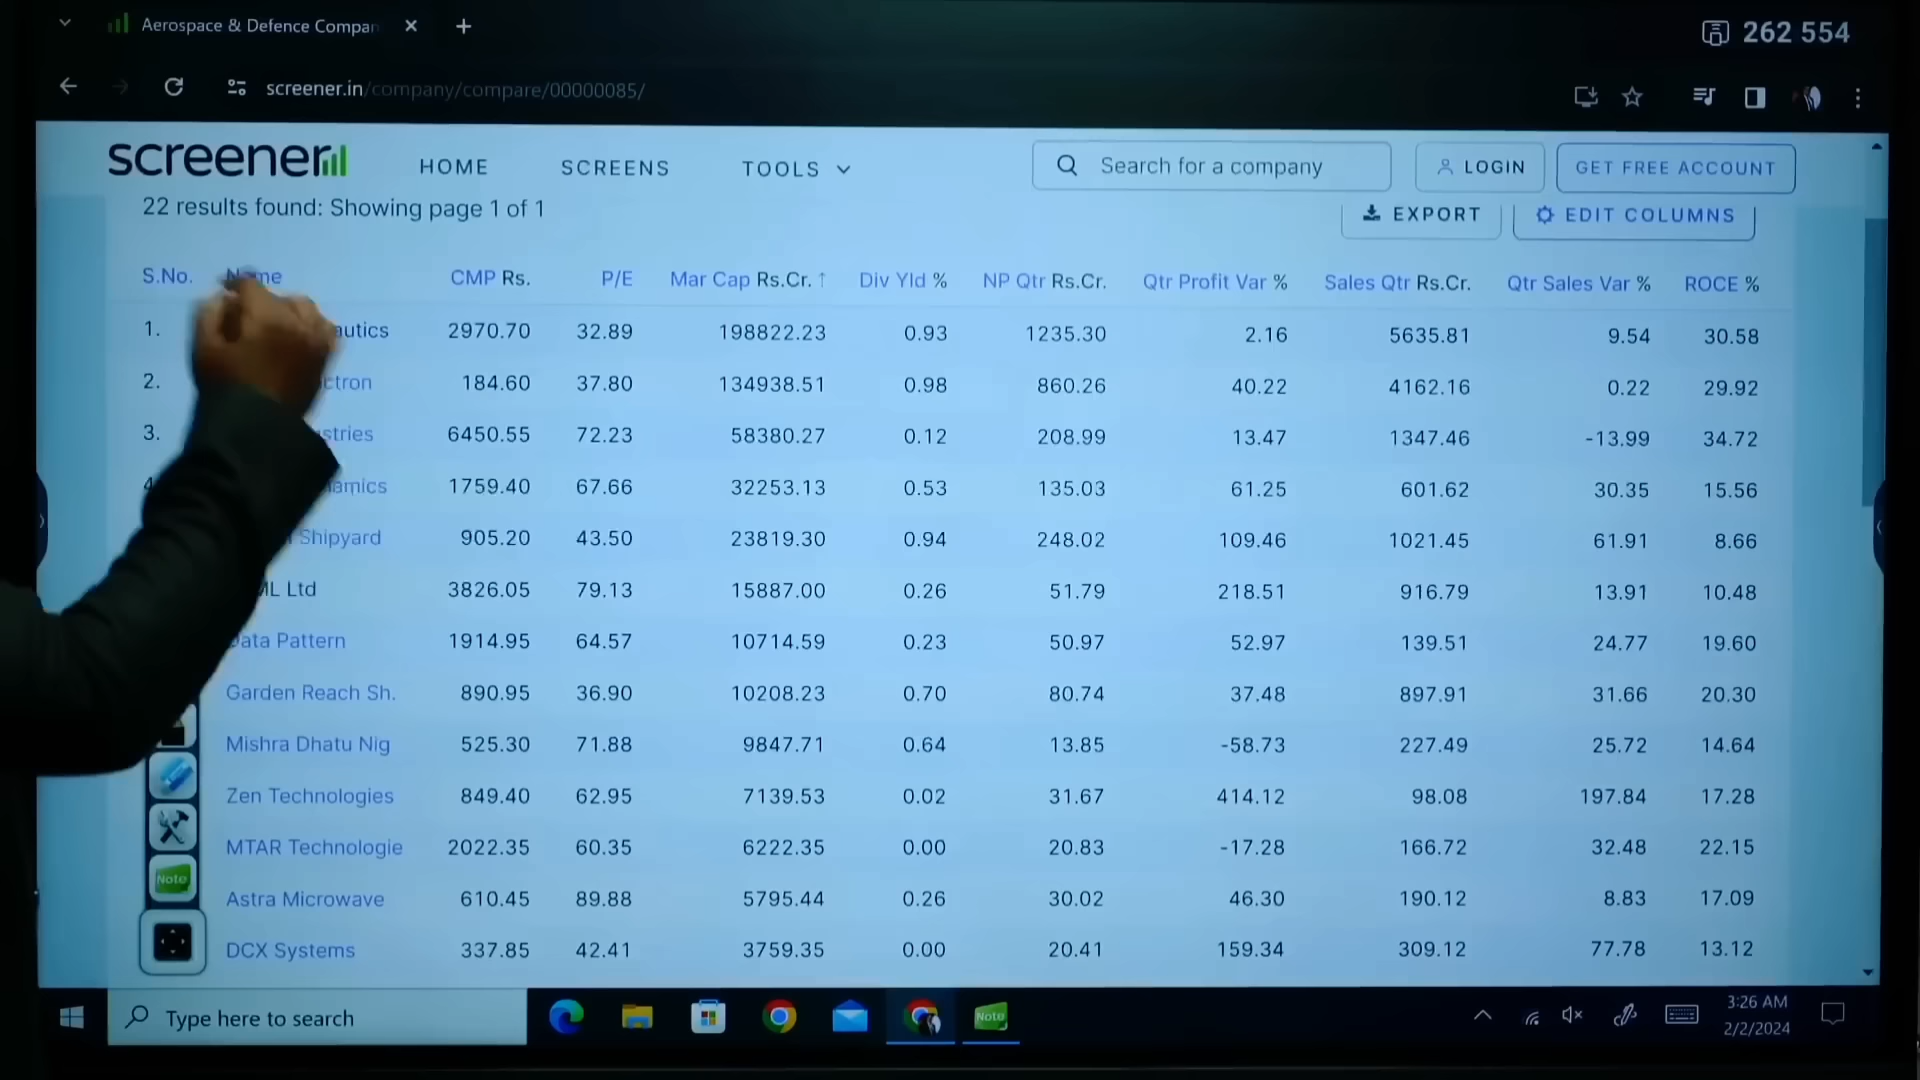 Aerospace & Defence Compan
262 554
screener.in/company/compare/00000085/
screener
HOME SCREENS TOOLS
Search for a company
LOGIN
GET FREE ACCOUNT
22 results found: Showing page 1 of 1
EXPORT
EDIT COLUMNS
S.No. Name CMP Rs. P/E Mar Cap Rs.Cr. ↑ Div Yld % NP Qtr Rs.Cr. Qtr Profit Var % Sales Qtr Rs.Cr. Qtr Sales Var % ROCE %
1. autics 2970.70 32.89 198822.23 0.93 1235.30 2.16 5635.81 9.54 30.58
2. ctron 184.60 37.80 134938.51 0.98 860.26 40.22 4162.16 0.22 29.92
3. stries 6450.55 72.23 58380.27 0.12 208.99 13.47 1347.46 -13.99 34.72
4 amics 1759.40 67.66 32253.13 0.53 135.03 61.25 601.62 30.35 15.56
Shipyard 905.20 43.50 23819.30 0.94 248.02 109.46 1021.45 61.91 8.66
ML Ltd 3826.05 79.13 15887.00 0.26 51.79 218.51 916.79 13.91 10.48
Data Pattern 1914.95 64.57 10714.59 0.23 50.97 52.97 139.51 24.77 19.60
Garden Reach Sh. 890.95 36.90 10208.23 0.70 80.74 37.48 897.91 31.66 20.30
Mishra Dhatu Nig 525.30 71.88 9847.71 0.64 13.85 -58.73 227.49 25.72 14.64
Zen Technologies 849.40 62.95 7139.53 0.02 31.67 414.12 98.08 197.84 17.28
MTAR Technologie 2022.35 60.35 6222.35 0.00 20.83 -17.28 166.72 32.48 22.15
Astra Microwave 610.45 89.88 5795.44 0.26 30.02 46.30 190.12 8.83 17.09
DCX Systems 337.85 42.41 3759.35 0.00 20.41 159.34 309.12 77.78 13.12
Note
Type here to search
Note
3:26 AM
2/2/2024